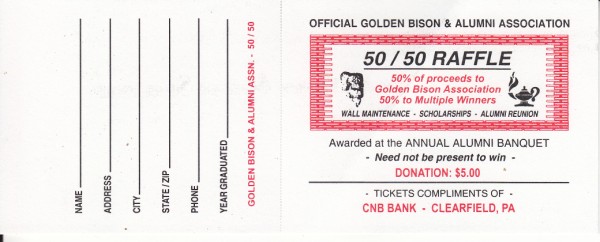 NAME
ADDRESS
CITY
STATE / ZIP
PHONE
YEAR GRADUATED
GOLDEN BISON & ALUMNI ASSN. - 50 / 50
OFFICIAL GOLDEN BISON & ALUMNI ASSOCIATION
50 / 50 RAFFLE
50% of proceeds to
Golden Bison Association
50% to Multiple Winners
WALL MAINTENANCE - SCHOLARSHIPS - ALUMNI REUNION
Awarded at the ANNUAL ALUMNI BANQUET
- Need not be present to win -
DONATION: $5.00
- TICKETS COMPLIMENTS OF -
CNB BANK - CLEARFIELD, PA